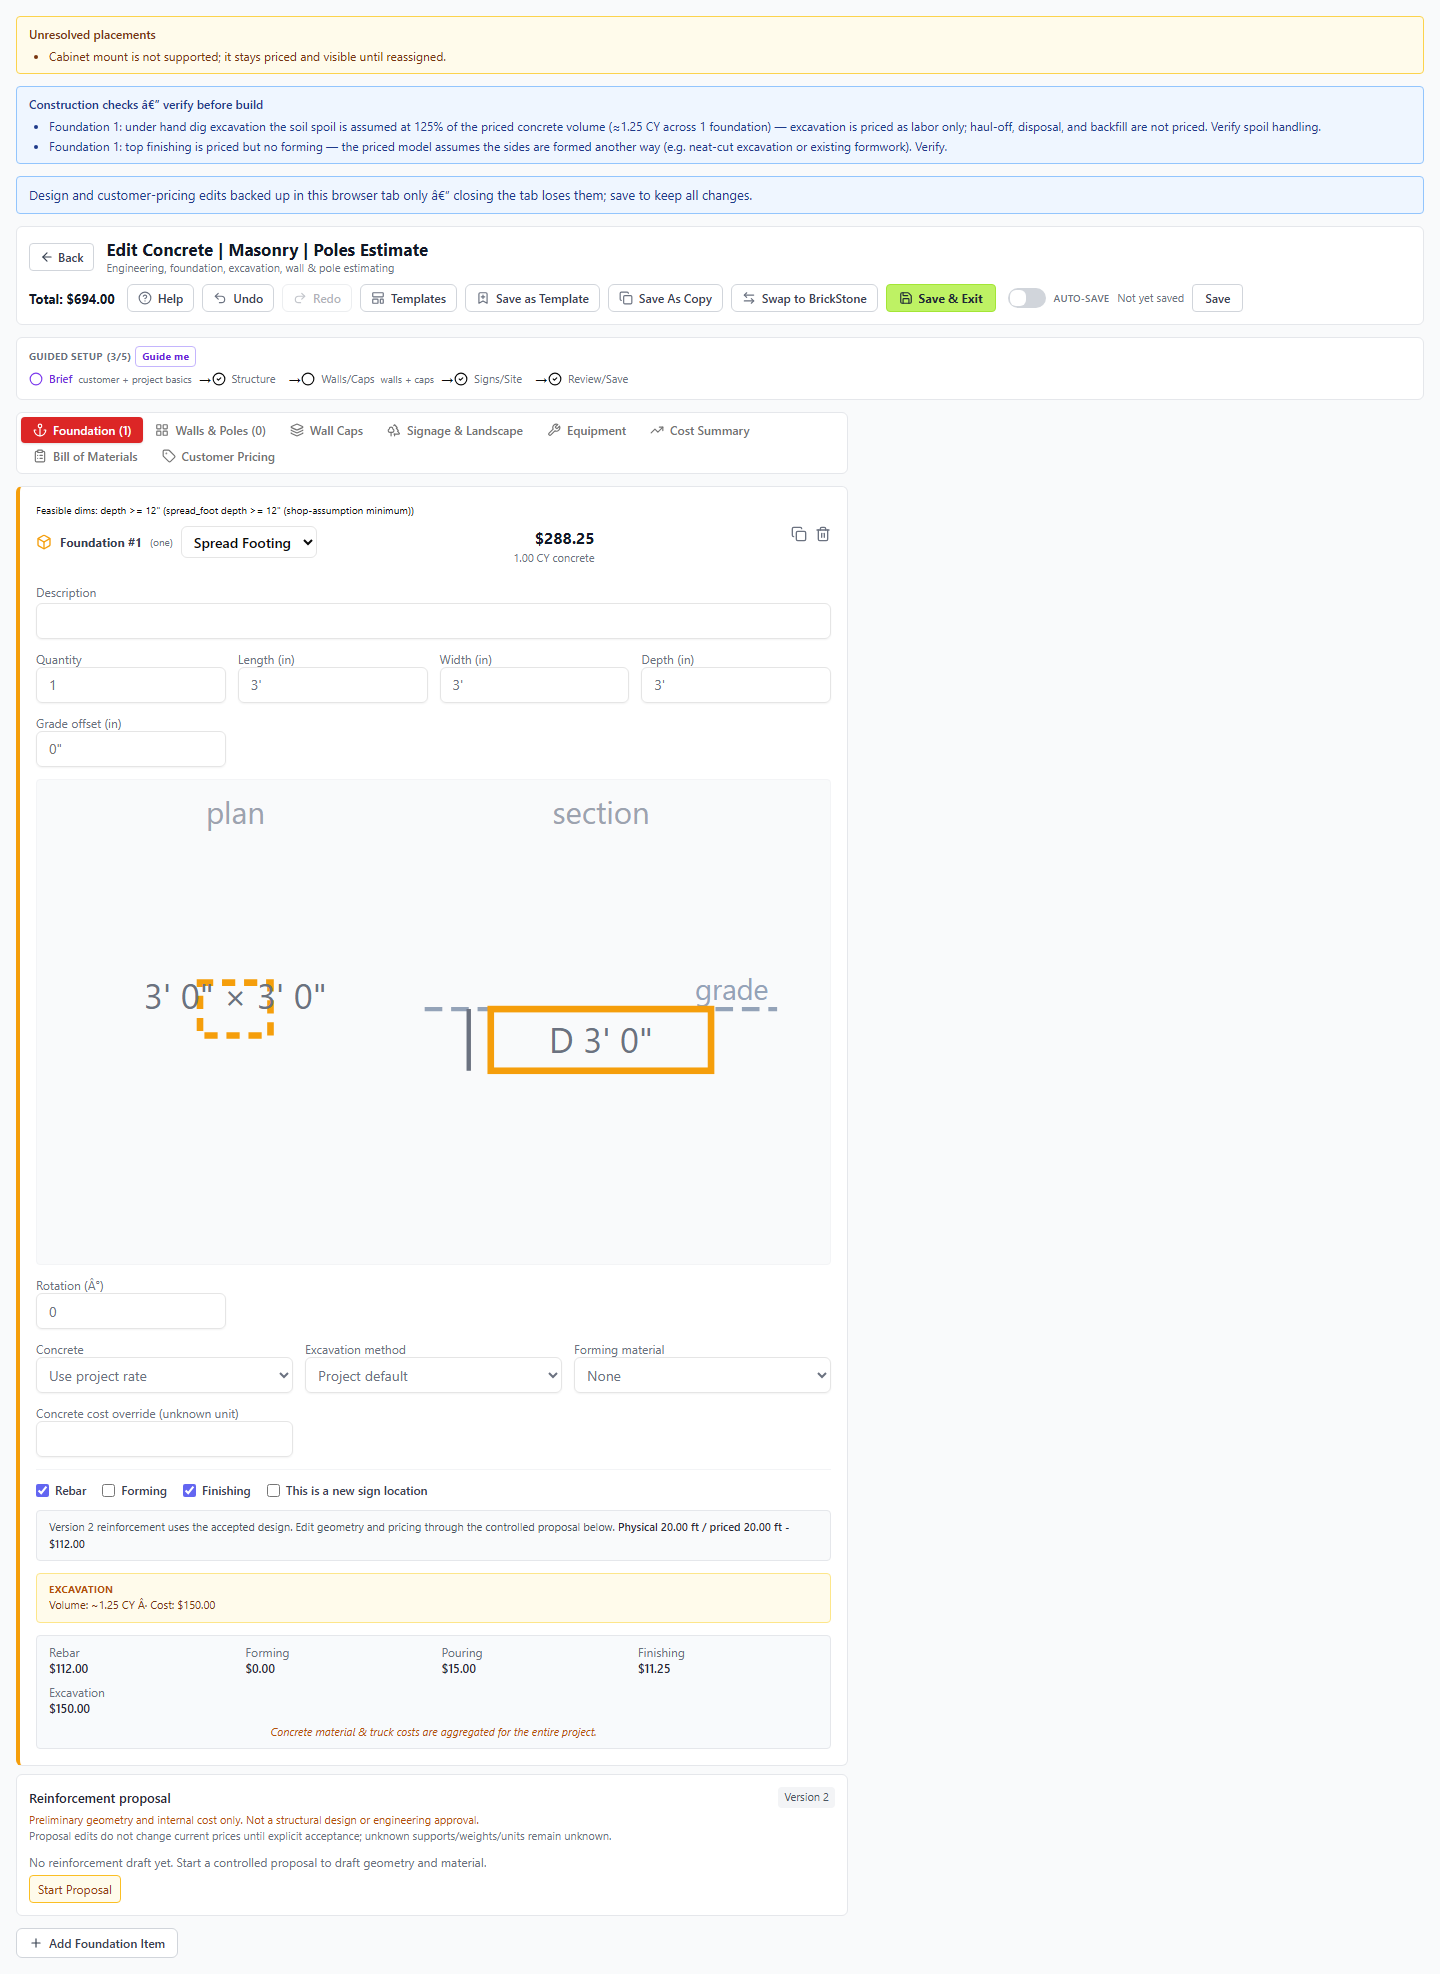 Unresolved placements
• Cabinet mount is not supported; it stays priced and visible until reassigned.
Construction checks â€” verify before build
• Foundation 1: under hand dig excavation the soil spoil is assumed at 125% of the priced concrete volume (≈1.25 CY across 1 foundation) — excavation is priced as labor only; haul-off, disposal, and backfill are not priced. Verify spoil handling.
• Foundation 1: top finishing is priced but no forming — the priced model assumes the sides are formed another way (e.g. neat-cut excavation or existing formwork). Verify.
Design and customer-pricing edits backed up in this browser tab only â€” closing the tab loses them; save to keep all changes.
Back
Edit Concrete | Masonry | Poles Estimate
Engineering, foundation, excavation, wall & pole estimating
Total: $694.00 Help Undo Redo Templates Save as Template Save As Copy Swap to BrickStone Save & Exit AUTO-SAVE Not yet saved Save
GUIDED SETUP (3/5) Guide me
Brief customer + project basics → Structure → Walls/Caps walls + caps → Signs/Site → Review/Save
Foundation (1) Walls & Poles (0) Wall Caps Signage & Landscape Equipment Cost Summary
Bill of Materials Customer Pricing
Feasible dims: depth >= 12" (spread_foot depth >= 12" (shop-assumption minimum))
Foundation #1 (one) Spread Footing $288.25
1.00 CY concrete
Description
Quantity Length (in) Width (in) Depth (in)
1 3' 3' 3'
Grade offset (in)
0"
plan section
3' 0" × 3' 0" grade
D 3' 0"
Rotation (Â°)
0
Concrete Excavation method Forming material
Use project rate Project default None
Concrete cost override (unknown unit)
Rebar Forming Finishing This is a new sign location
Version 2 reinforcement uses the accepted design. Edit geometry and pricing through the controlled proposal below. Physical 20.00 ft / priced 20.00 ft -
$112.00
EXCAVATION
Volume: ~1.25 CY Â· Cost: $150.00
Rebar Forming Pouring Finishing
$112.00 $0.00 $15.00 $11.25
Excavation
$150.00
Concrete material & truck costs are aggregated for the entire project.
Reinforcement proposal Version 2
Preliminary geometry and internal cost only. Not a structural design or engineering approval.
Proposal edits do not change current prices until explicit acceptance; unknown supports/weights/units remain unknown.
No reinforcement draft yet. Start a controlled proposal to draft geometry and material.
Start Proposal
+ Add Foundation Item